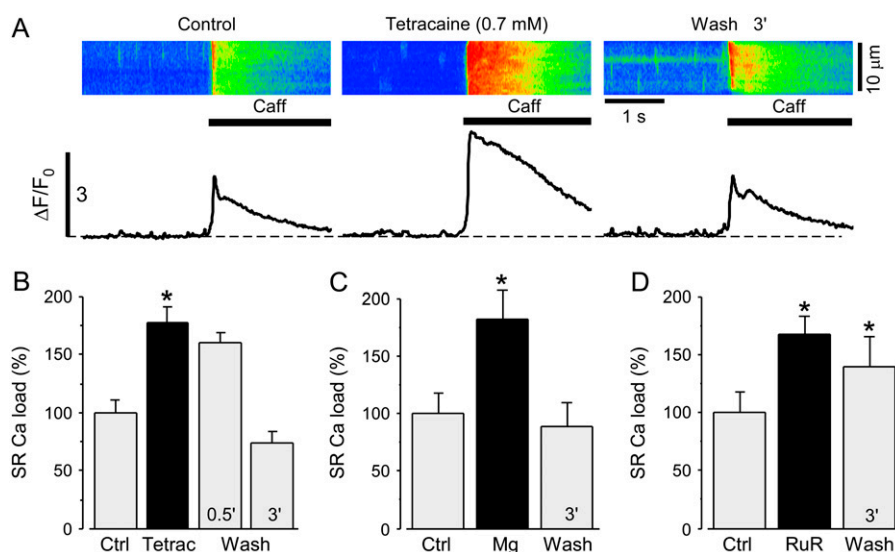 A
Control
Tetracaine (0.7 mM)
Wash 3'
10 μm
Caff
Caff
Caff
1 s
ΔF/F0
3
B
SR Ca load (%)
200
150
100
50
0
*
0.5'
3'
Ctrl Tetrac Wash
C
SR Ca load (%)
200
150
100
50
0
*
3'
Ctrl Mg Wash
D
SR Ca load (%)
200
150
100
50
0
*
*
3'
Ctrl RuR Wash